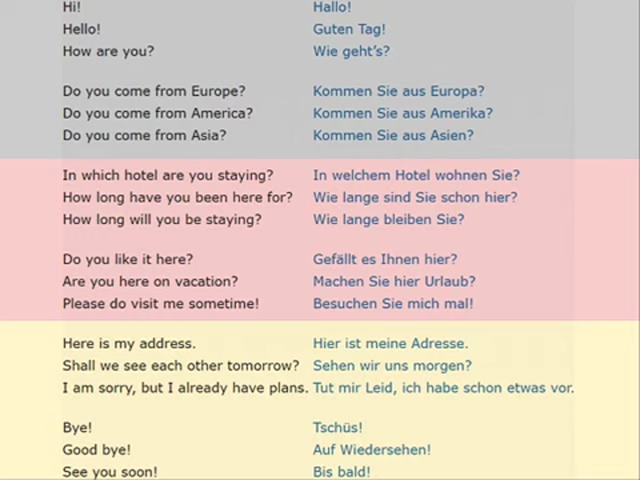 Hi! Hallo!
Hello! Guten Tag!
How are you? Wie geht's?
Do you come from Europe? Kommen Sie aus Europa?
Do you come from America? Kommen Sie aus Amerika?
Do you come from Asia? Kommen Sie aus Asien?
In which hotel are you staying? In welchem Hotel wohnen Sie?
How long have you been here for? Wie lange sind Sie schon hier?
How long will you be staying? Wie lange bleiben Sie?
Do you like it here? Gefällt es Ihnen hier?
Are you here on vacation? Machen Sie hier Urlaub?
Please do visit me sometime! Besuchen Sie mich mal!
Here is my address. Hier ist meine Adresse.
Shall we see each other tomorrow? Sehen wir uns morgen?
I am sorry, but I already have plans. Tut mir Leid, ich habe schon etwas vor.
Bye! Tschüs!
Good bye! Auf Wiedersehen!
See you soon! Bis bald!